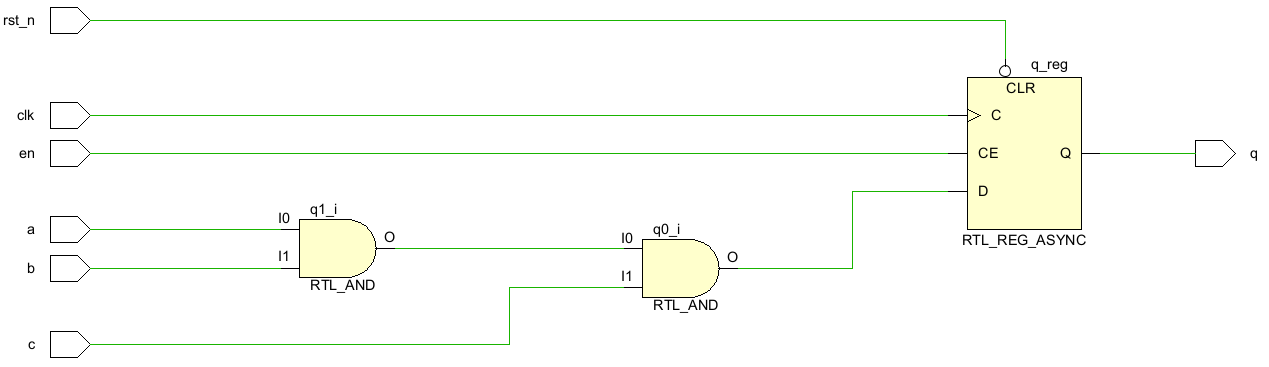 rst_n
q_reg
CLR
clk
C
en
CE
Q
q
D
a
I0
q1_i
O
b
I1
RTL_AND
I0
q0_i
O
I1
RTL_AND
RTL_REG_ASYNC
c